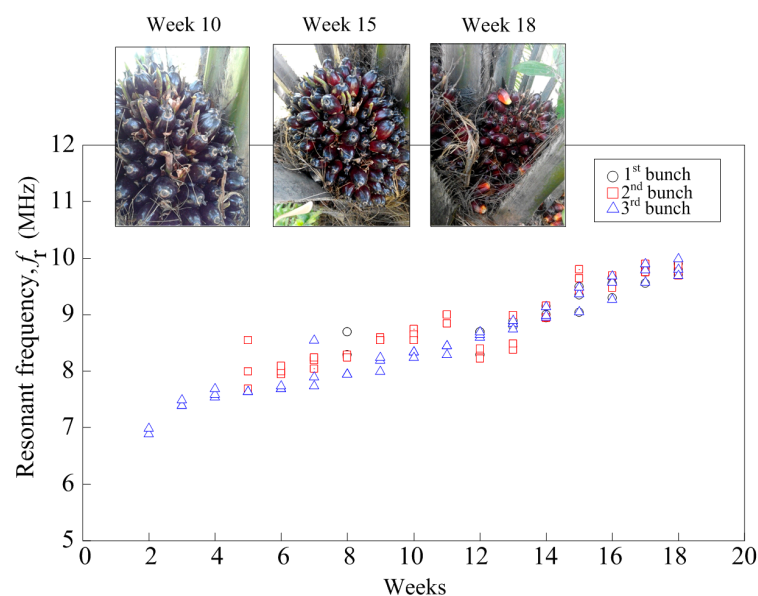 Week 10
Week 15
Week 18
12
11
10
9
8
7
6
5
Resonant frequency, fr (MHz)
1st bunch
2nd bunch
3rd bunch
0
2
4
6
8
10
12
14
16
18
20
Weeks